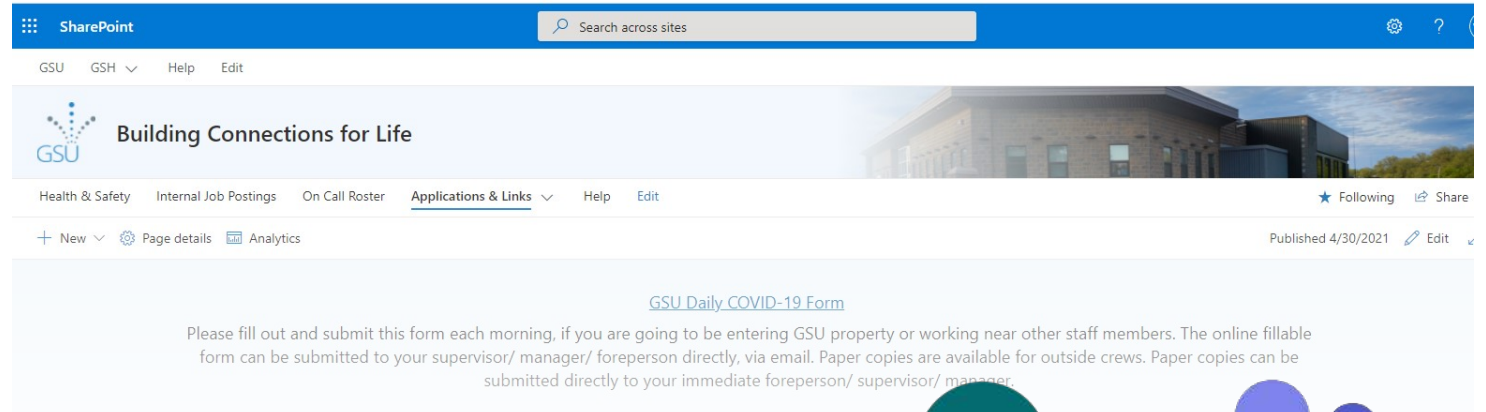 SharePoint
Search across sites
?
GSU GSH Help Edit
GSU
Building Connections for Life
Health & Safety Internal Job Postings On Call Roster Applications & Links Help Edit
Following Share
New Page details Analytics
Published 4/30/2021 Edit
GSU Daily COVID-19 Form
Please fill out and submit this form each morning, if you are going to be entering GSU property or working near other staff members. The online fillable
form can be submitted to your supervisor/ manager/ foreperson directly, via email. Paper copies are available for outside crews. Paper copies can be
submitted directly to your immediate foreperson/ supervisor/ manager.